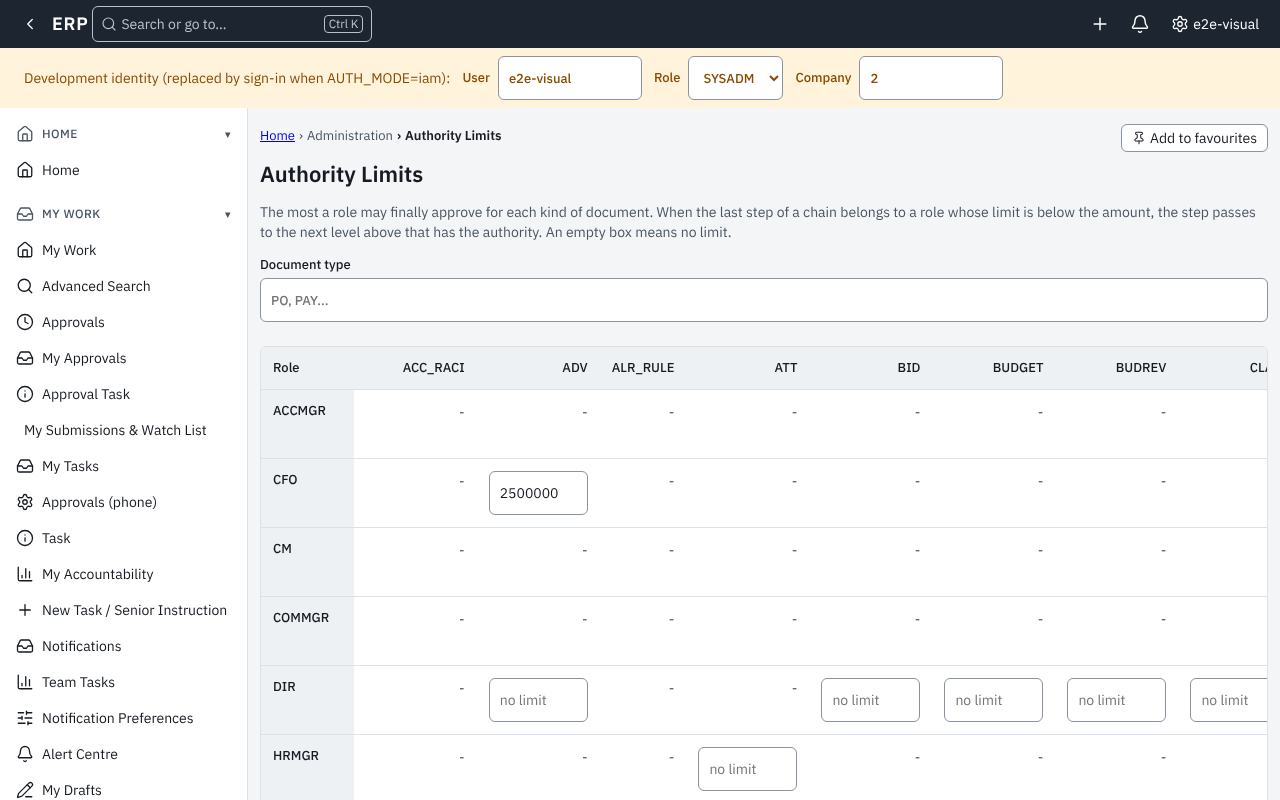 ERP
Search or go to...
Ctrl K
e2e-visual
Development identity (replaced by sign-in when AUTH_MODE=iam):
User
e2e-visual
Role
SYSADM
Company
2
HOME
Home
MY WORK
My Work
Advanced Search
Approvals
My Approvals
Approval Task
My Submissions & Watch List
My Tasks
Approvals (phone)
Task
My Accountability
New Task / Senior Instruction
Notifications
Team Tasks
Notification Preferences
Alert Centre
My Drafts
Home › Administration › Authority Limits
Add to favourites
Authority Limits
The most a role may finally approve for each kind of document. When the last step of a chain belongs to a role whose limit is below the amount, the step passes
to the next level above that has the authority. An empty box means no limit.
Document type
PO, PAY...
Role ACC_RACI ADV ALR_RULE ATT BID BUDGET BUDREV
ACCMGR - - - - - - -
CFO - 2500000 - - - - -
CM - - - - - - -
COMMGR - - - - - - -
DIR - no limit - - no limit no limit no limit no limit
HRMGR - - - no limit - - -